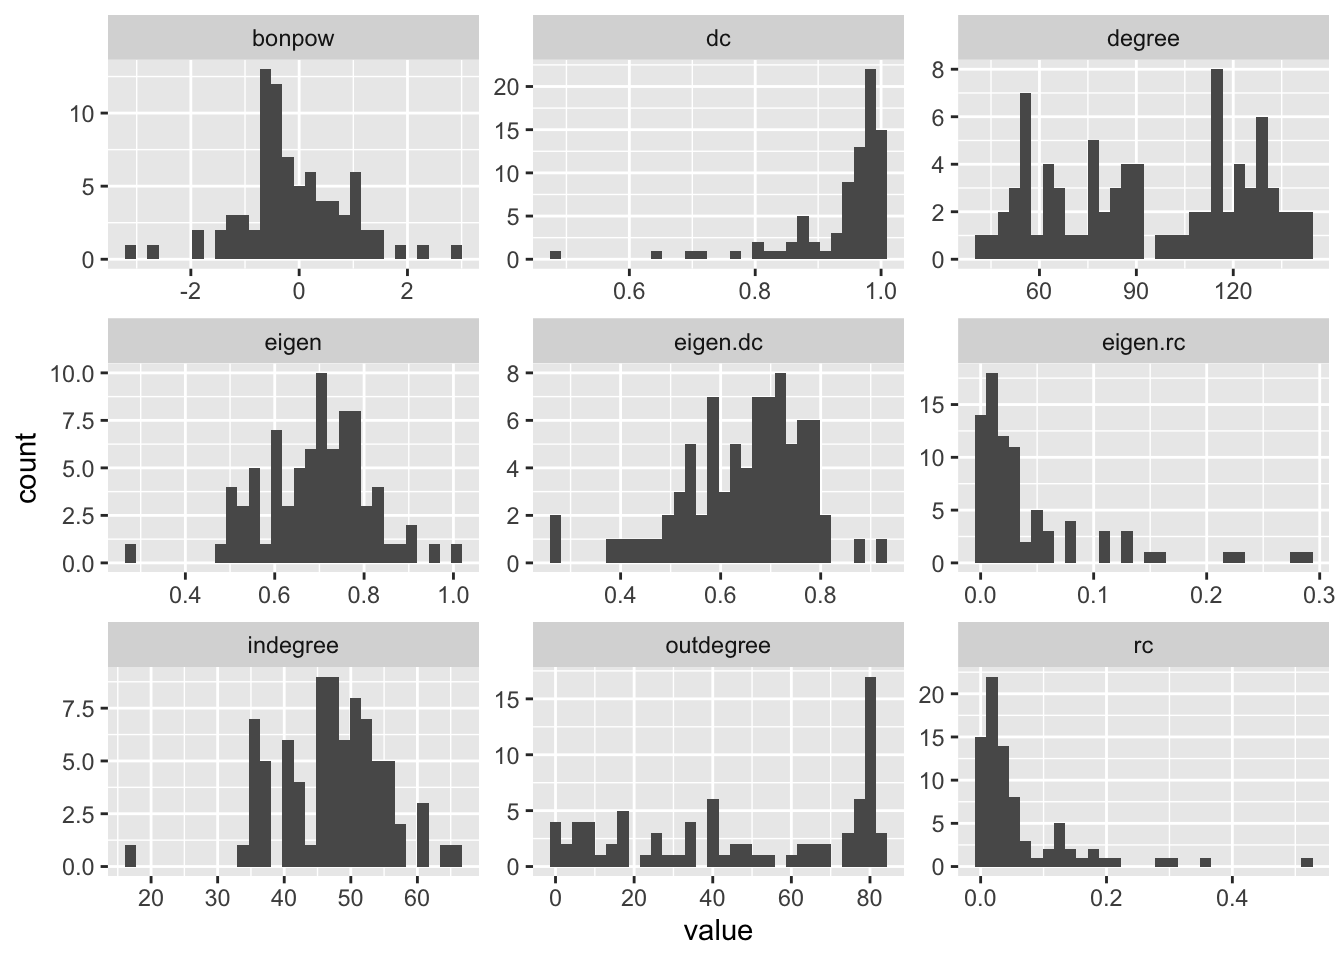 bonpow dc degree
10
5
0
-2 0 2
20
15
10
5
0
0.6 0.8 1.0
8
6
4
2
0
60 90 120
eigen eigen.dc eigen.rc
10.0
7.5
5.0
2.5
0.0
0.4 0.6 0.8 1.0
8
6
4
2
0
0.4 0.6 0.8
15
10
5
0
0.0 0.1 0.2 0.3
count
indegree outdegree rc
7.5
5.0
2.5
0.0
20 30 40 50 60
15
10
5
0
0 20 40 60 80
20
15
10
5
0
0.0 0.2 0.4
value